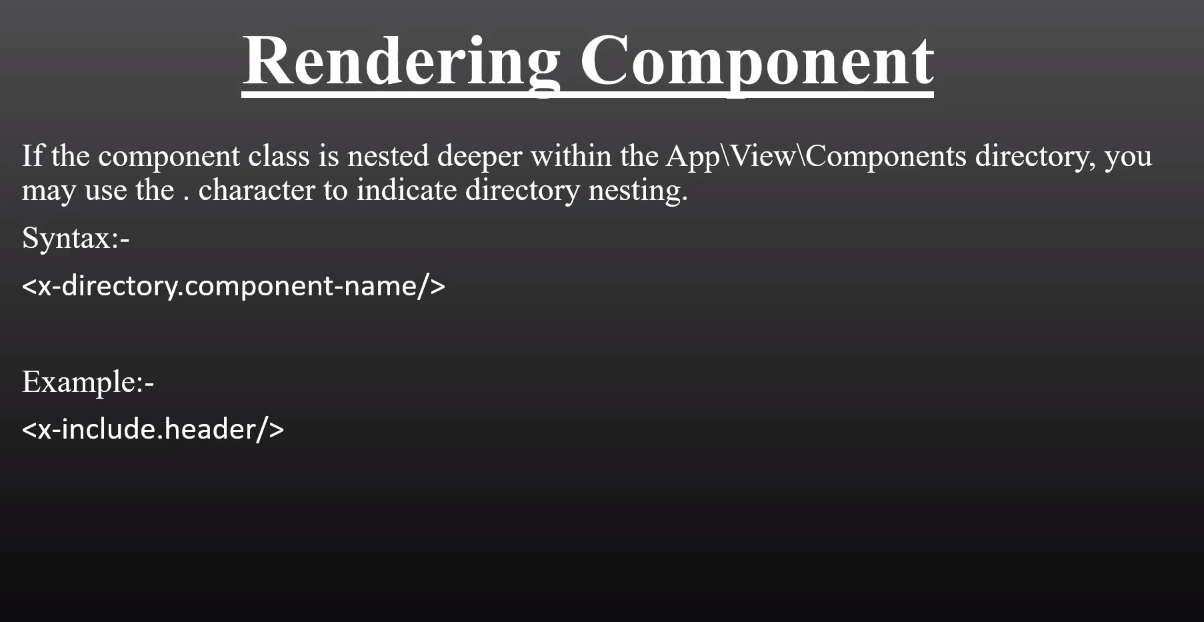 Rendering Component
If the component class is nested deeper within the App\View\Components directory, you
may use the . character to indicate directory nesting.
Syntax:-
<x-directory.component-name/>
Example:-
<x-include.header/>